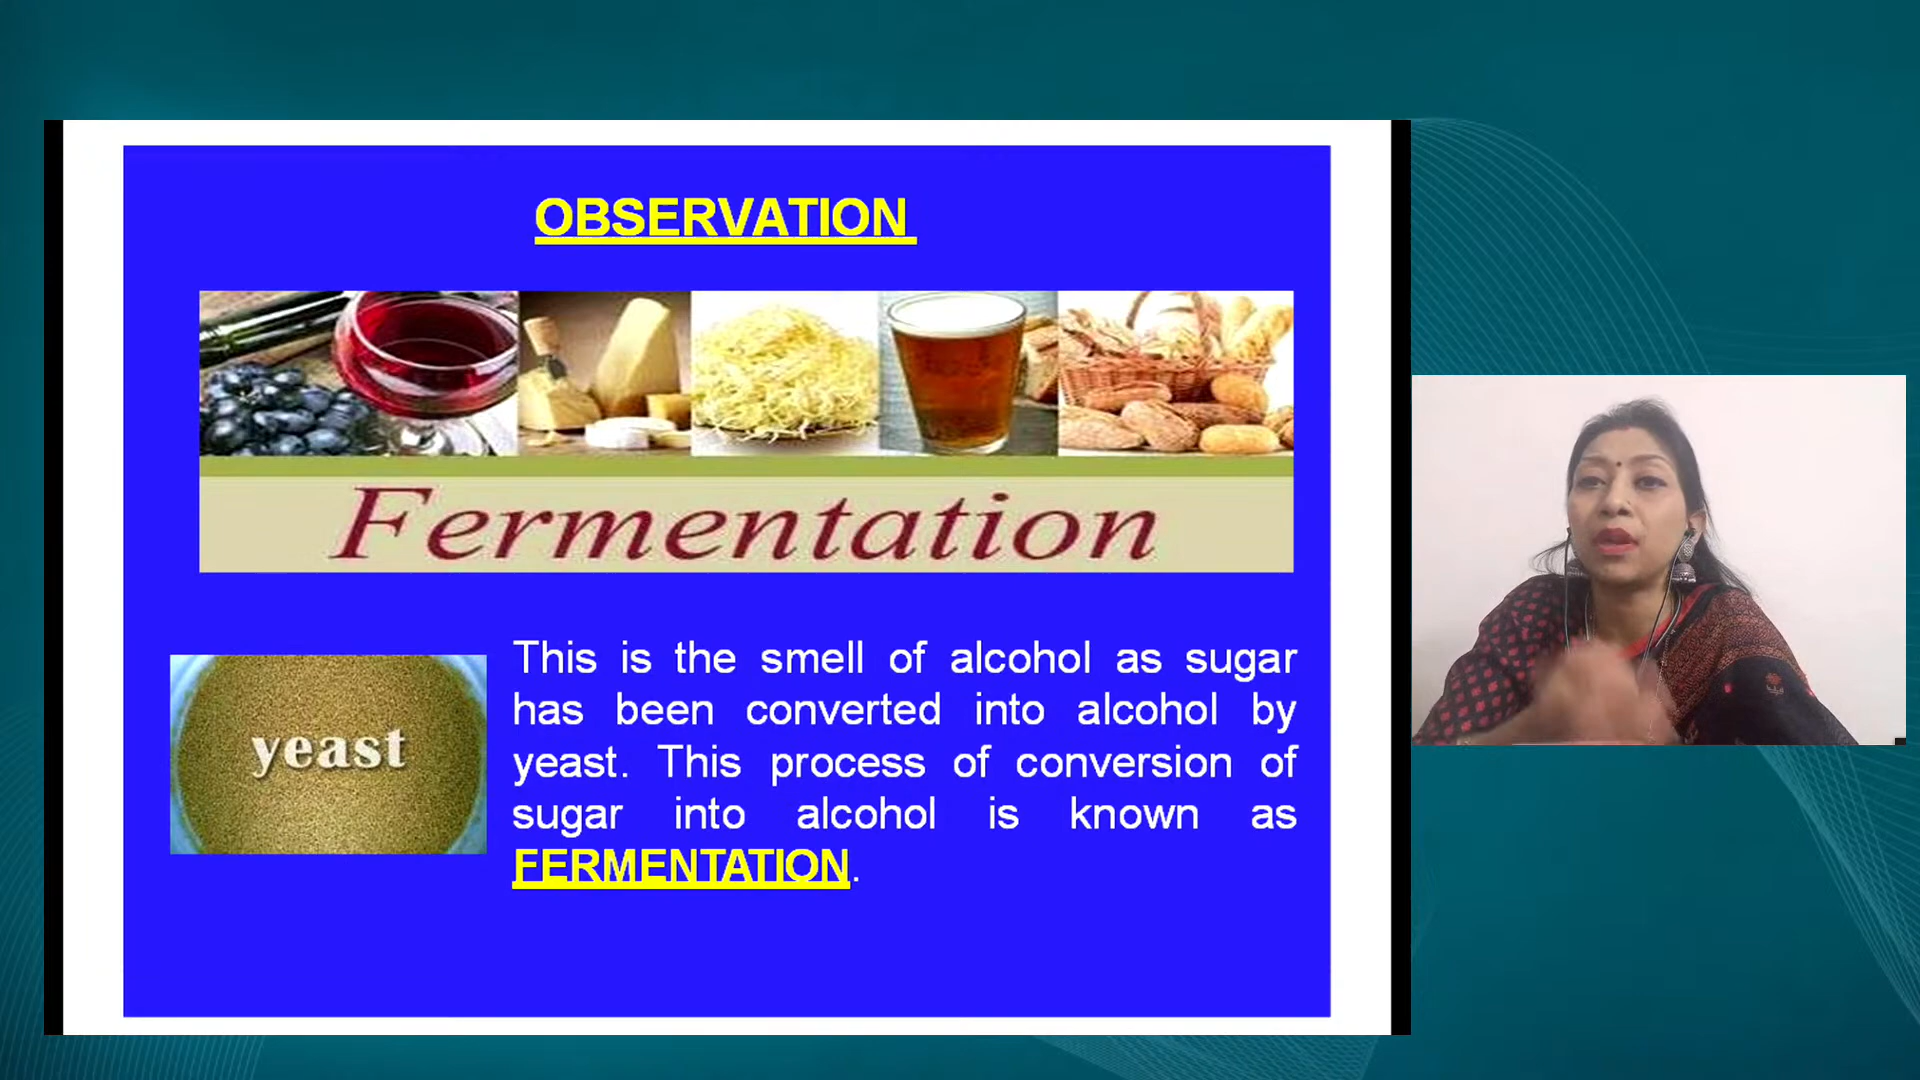 OBSERVATION
Fermentation
yeast
This is the smell of alcohol as sugar
has been converted into alcohol by
yeast. This process of conversion of
sugar into alcohol is known as
FERMENTATION.